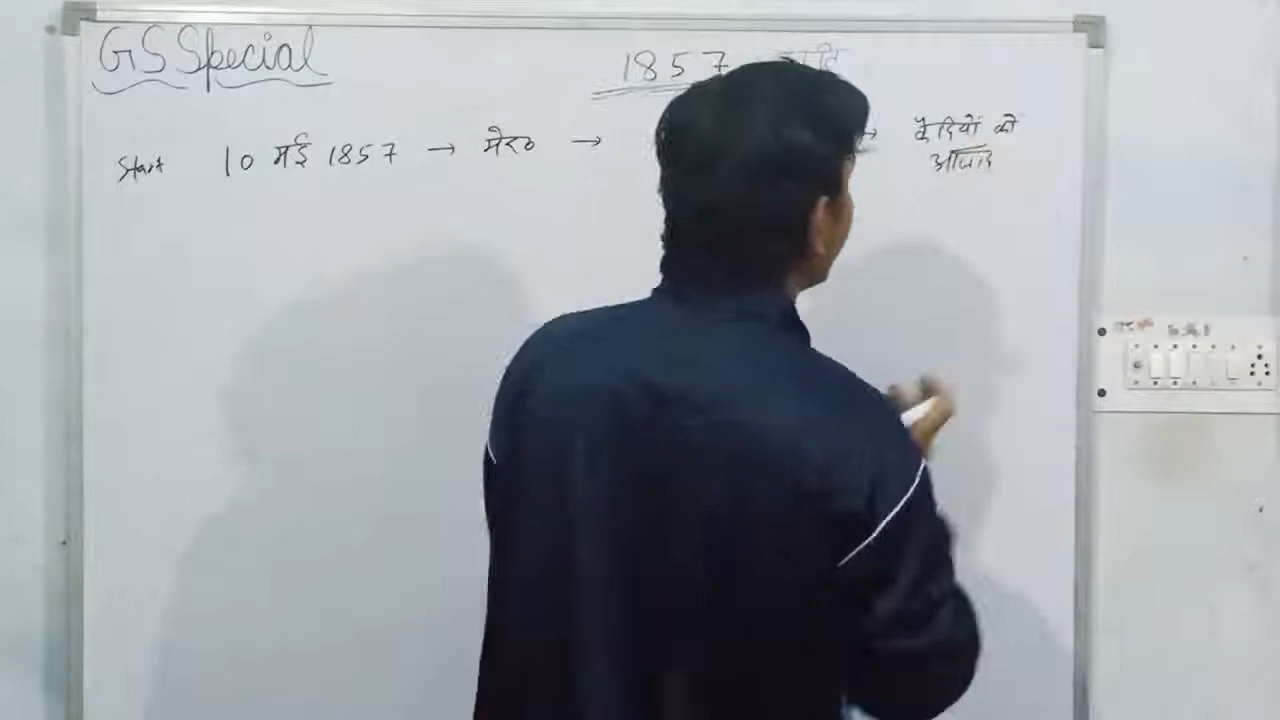 GS Special
1857
Start 10 मई 1857 → मेरठ → → कैदियों को
आजाद